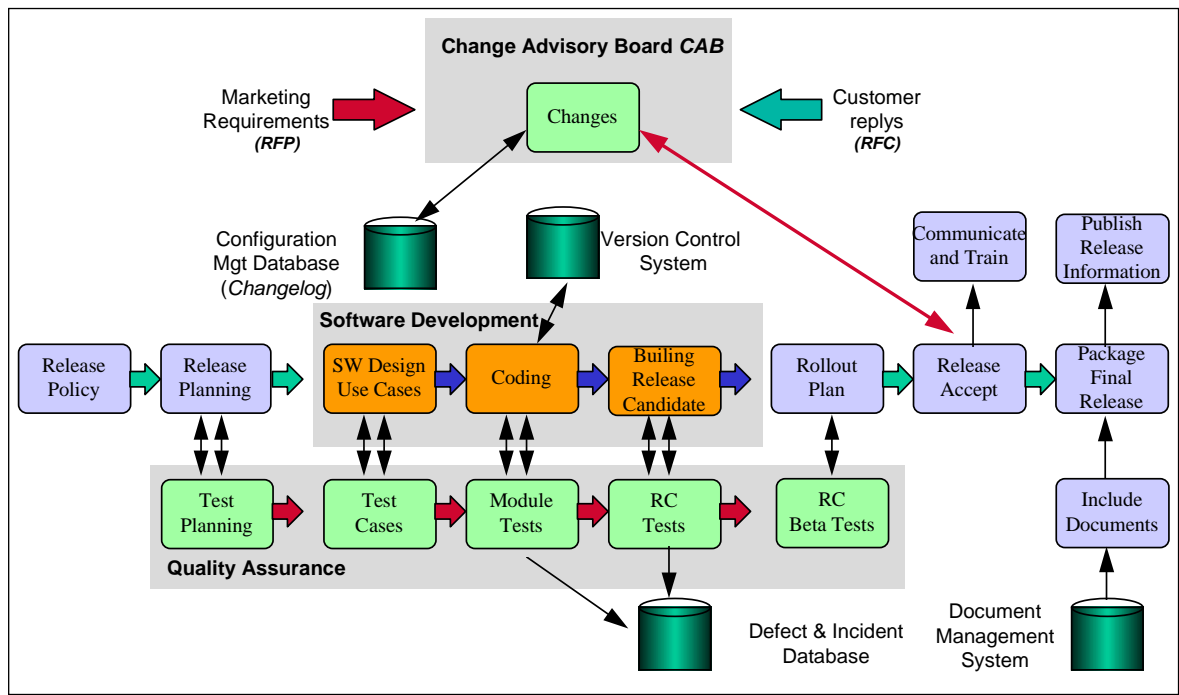 Change Advisory Board CAB
Marketing
Requirements
(RFP)
Changes
Customer
replys
(RFC)
Configuration
Mgt Database
(Changelog)
Version Control
System
Communicate
and Train
Publish
Release
Information
Software Development
Release
Policy
Release
Planning
SW Design
Use Cases
Coding
Builing
Release
Candidate
Rollout
Plan
Release
Accept
Package
Final
Release
Test
Planning
Test
Cases
Module
Tests
RC
Tests
RC
Beta Tests
Include
Documents
Quality Assurance
Defect & Incident
Database
Document
Management
System